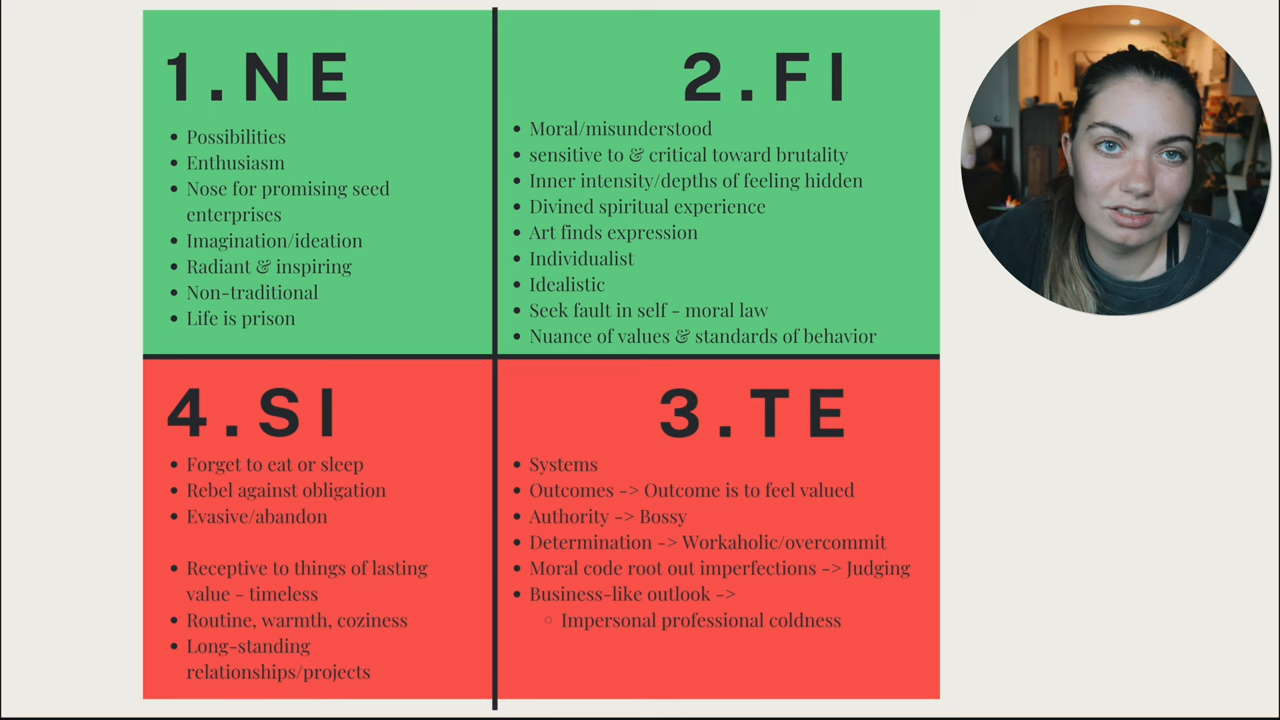 1.NE
• Possibilities
• Enthusiasm
• Nose for promising seed
enterprises
• Imagination/ideation
• Radiant & inspiring
• Non-traditional
• Life is prison
2.FI
• Moral/misunderstood
• sensitive to & critical toward brutality
• Inner intensity/depths of feeling hidden
• Divined spiritual experience
• Art finds expression
• Individualist
• Idealistic
• Seek fault in self - moral law
• Nuance of values & standards of behavior
4.SI
• Forget to eat or sleep
• Rebel against obligation
• Evasive/abandon
• Receptive to things of lasting
value - timeless
• Routine, warmth, coziness
• Long-standing
relationships/projects
3.TE
• Systems
• Outcomes -> Outcome is to feel valued
• Authority -> Bossy
• Determination -> Workaholic/overcommit
• Moral code root out imperfections -> Judging
• Business-like outlook ->
○ Impersonal professional coldness